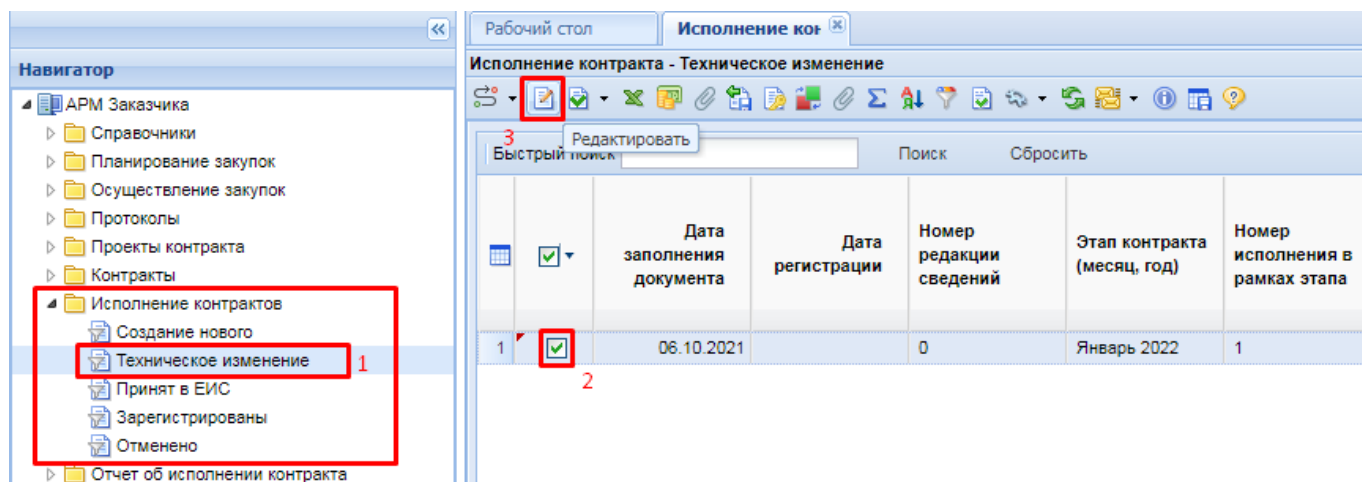 Навигатор
АРМ Заказчика
Справочники
Планирование закупок
Осуществление закупок
Протоколы
Проекты контракта
Контракты
Исполнение контрактов
Создание нового
Техническое изменение 1
Принят в ЕИС
Зарегистрированы
Отменено
Отчет об исполнении контракта
Рабочий стол Исполнение кон
Исполнение контракта - Техническое изменение
3 Редактировать
Быстрый поиск Поиск Сбросить
Дата
заполнения
документа
Дата
регистрации
Номер
редакции
сведений
Этап контракта
(месяц, год)
Номер
исполнения в
рамках этапа
1 06.10.2021 0 Январь 2022 1
2